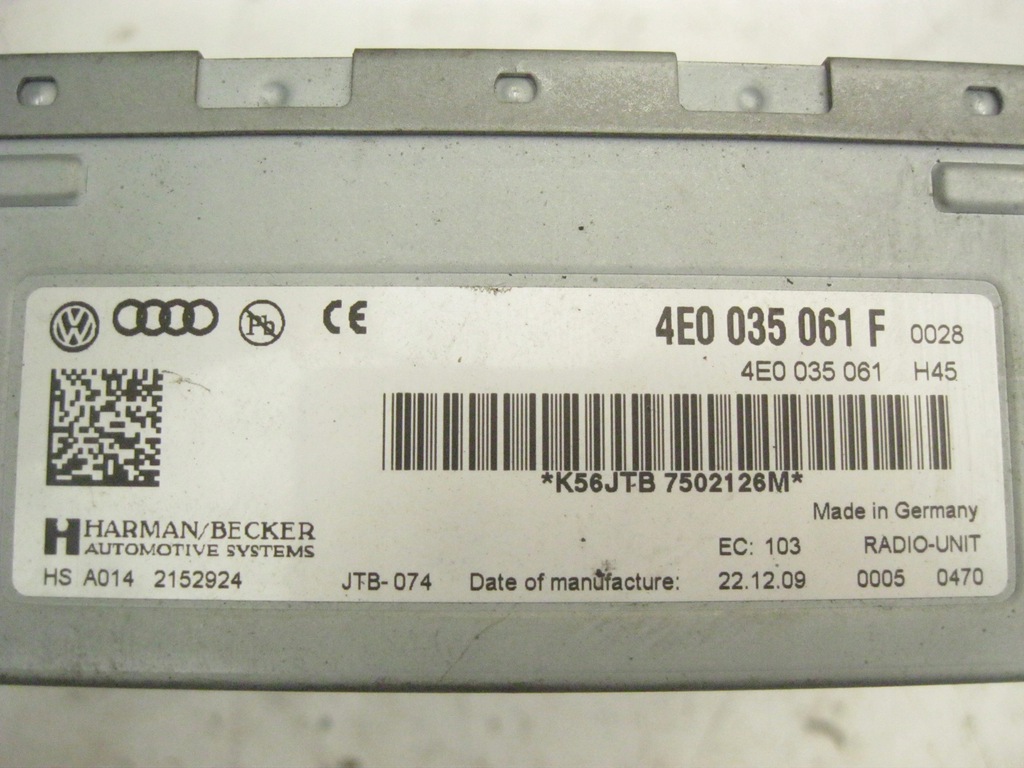 Pb CE 4E0 035 061 F 0028
4E0 035 061 H45
*K56JTB 7502126M*
Made in Germany
HARMAN/BECKER
AUTOMOTIVE SYSTEMS
EC: 103 RADIO-UNIT
HS A014 2152924 JTB-074 Date of manufacture: 22.12.09 0005 0470